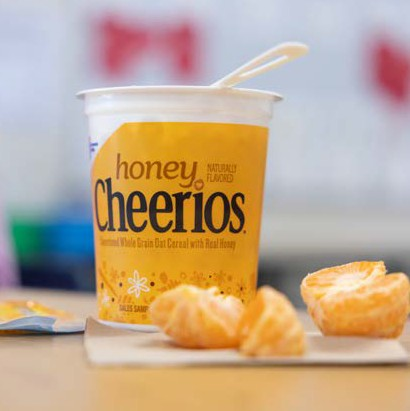 honey
NATURALLY
FLAVORED
Cheerios
Sweetened Whole Grain Oat Cereal with Real Honey